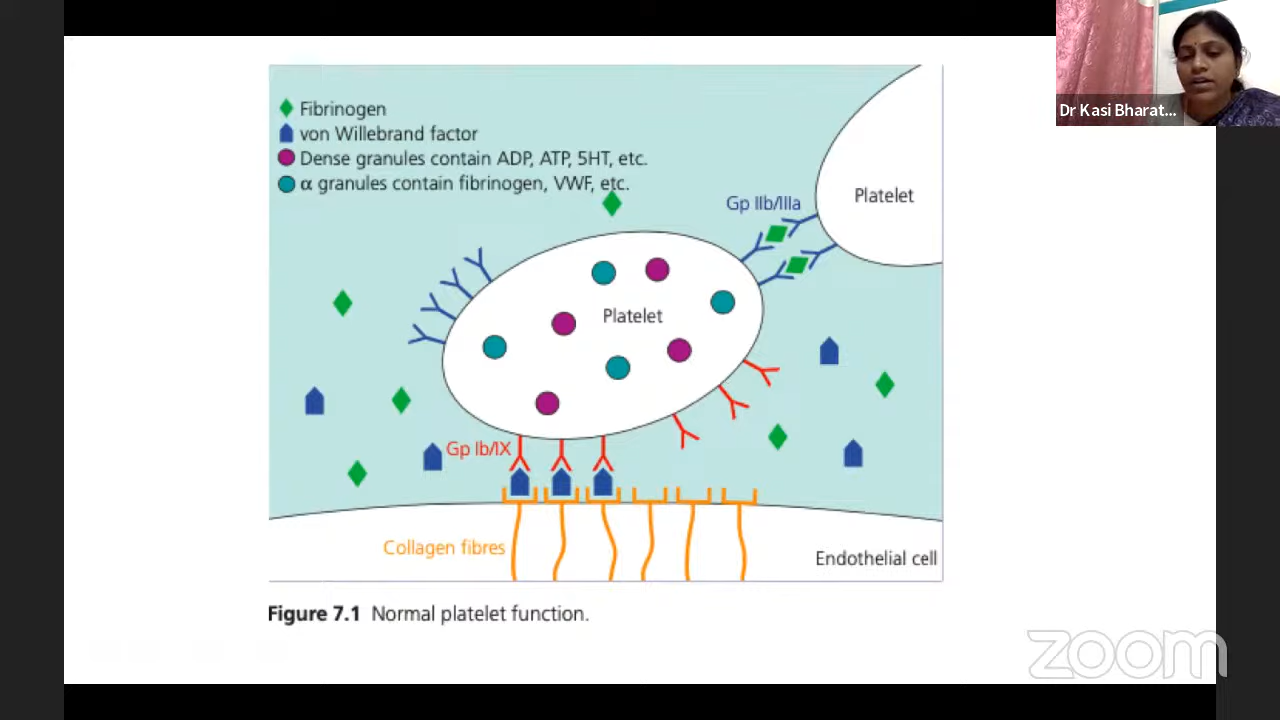 Dr Kasi Bharat...
Fibrinogen
von Willebrand factor
Dense granules contain ADP, ATP, 5HT, etc.
α granules contain fibrinogen, VWF, etc.
Gp IIb/IIIa
Platelet
Platelet
Gp Ib/IX
Collagen fibres
Endothelial cell
Figure 7.1 Normal platelet function.
zoom